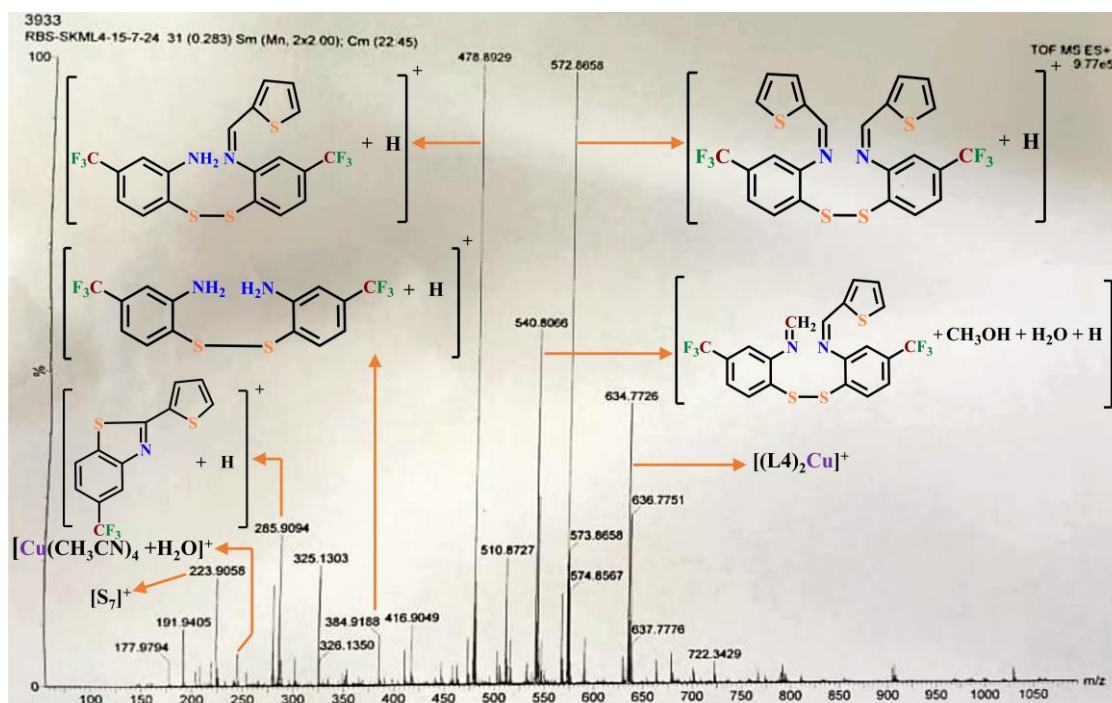 3933
RBS-SKML4-15-7-24 31 (0.283) Sm (Mn, 2x2.00); Cm (22:45)
TOF MS ES+
9.77e5
100
478.8929
572.8658
+
S
F3C
NH2
N
CF3
+ H
S
S
+
S
S
F3C
N
N
CF3
+ H
S
S
+
F3C
NH2
H2N
CF3
+ H
S
S
540.8066
CH2
S
F3C
N
N
CF3
+ CH3OH + H2O + H
S
S
%
634.7726
+
S
S
N
+ H
CF3
[(L4)2Cu]+
636.7751
285.9094
[Cu(CH3CN)4 +H2O]+
325.1303
510.8727
573.8658
574.8567
223.9058
[S7]+
191.9405
384.9188
416.9049
177.9794
326.1350
637.7776
722.3429
0
m/z
100 150 200 250 300 350 400 450 500 550 600 650 700 750 800 850 900 950 1000 1050